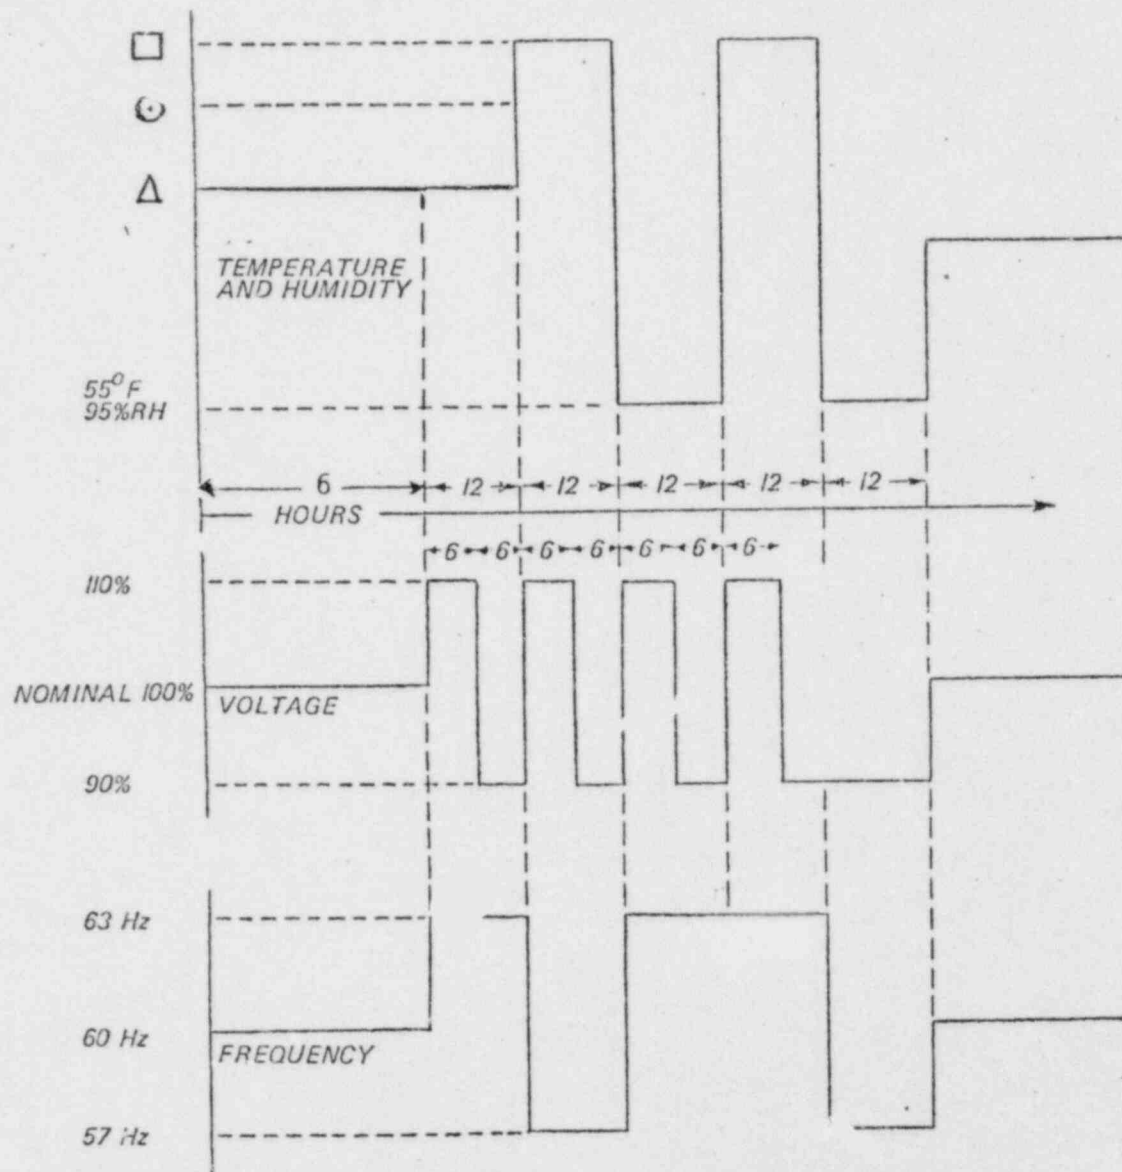 □
⊙
Δ
TEMPERATURE
AND HUMIDITY
55°F
95%RH
6 12 12 12 12 12
HOURS
6 6 6 6 6 6 6
110%
NOMINAL 100%
VOLTAGE
90%
63 Hz
60 Hz
FREQUENCY
57 Hz